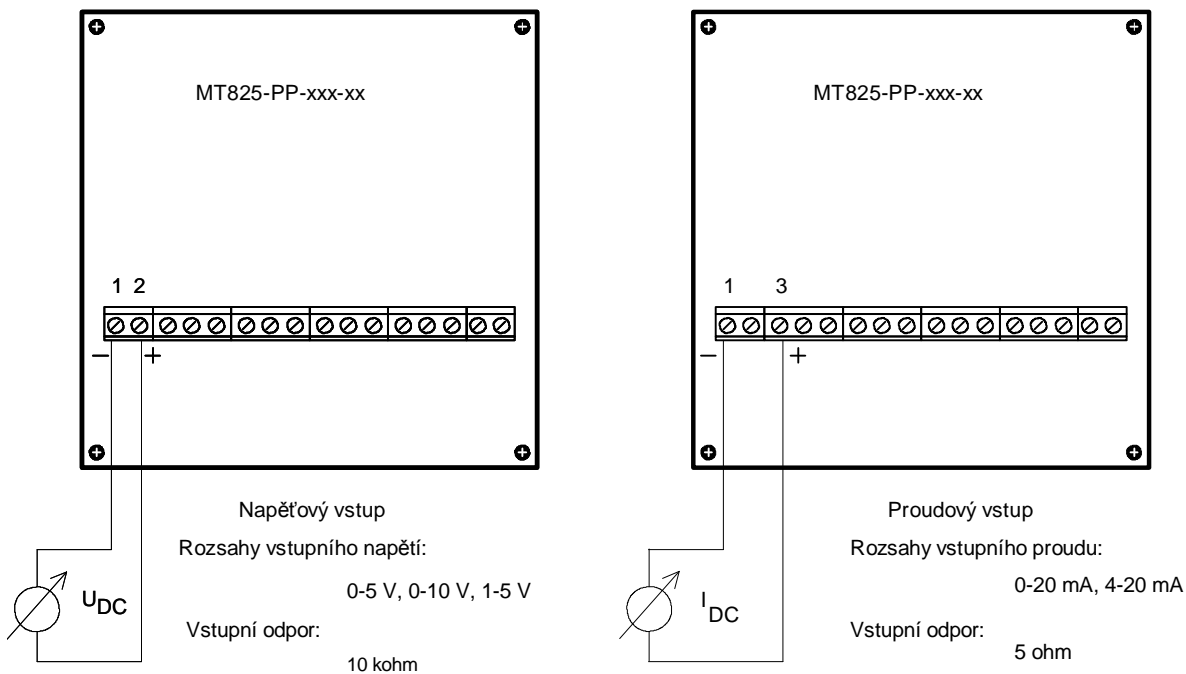 MT825-PP-xxx-xx
1 2
− +
Napěťový vstup
Rozsahy vstupního napětí:
0-5 V, 0-10 V, 1-5 V
UDC
Vstupní odpor:
10 kohm
MT825-PP-xxx-xx
1 3
− +
Proudový vstup
Rozsahy vstupního proudu:
0-20 mA, 4-20 mA
IDC
Vstupní odpor:
5 ohm